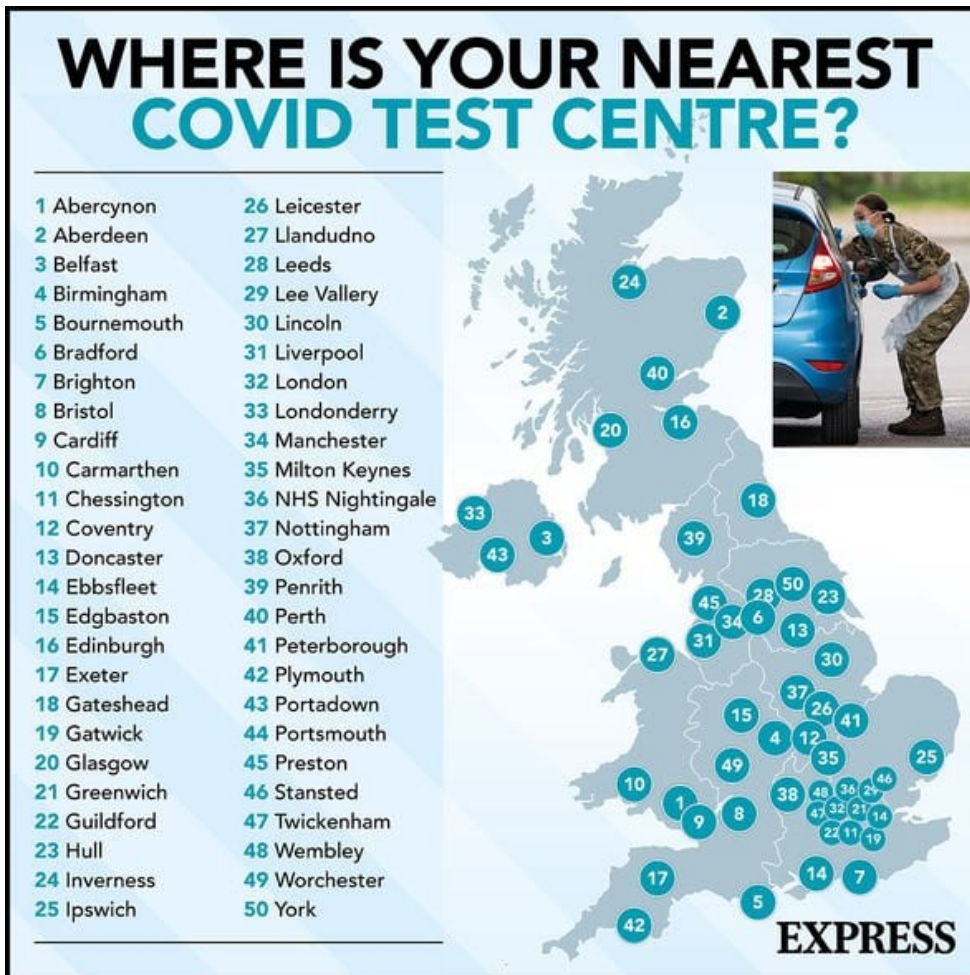 WHERE IS YOUR NEAREST
COVID TEST CENTRE?
1 Abercynon
2 Aberdeen
3 Belfast
4 Birmingham
5 Bournemouth
6 Bradford
7 Brighton
8 Bristol
9 Cardiff
10 Carmarthen
11 Chessington
12 Coventry
13 Doncaster
14 Ebbsfleet
15 Edgbaston
16 Edinburgh
17 Exeter
18 Gateshead
19 Gatwick
20 Glasgow
21 Greenwich
22 Guildford
23 Hull
24 Inverness
25 Ipswich
26 Leicester
27 Llandudno
28 Leeds
29 Lee Vallery
30 Lincoln
31 Liverpool
32 London
33 Londonderry
34 Manchester
35 Milton Keynes
36 NHS Nightingale
37 Nottingham
38 Oxford
39 Penrith
40 Perth
41 Peterborough
42 Plymouth
43 Portadown
44 Portsmouth
45 Preston
46 Stansted
47 Twickenham
48 Wembley
49 Worchester
50 York
24
2
40
20
16
33
3
43
18
39
45
28
50
23
34
6
31
13
27
30
37
15
26
41
4
12
49
35
25
10
38
48
36
29
46
1
9
8
47
32
21
14
22
11
19
17
14
7
5
42
EXPRESS